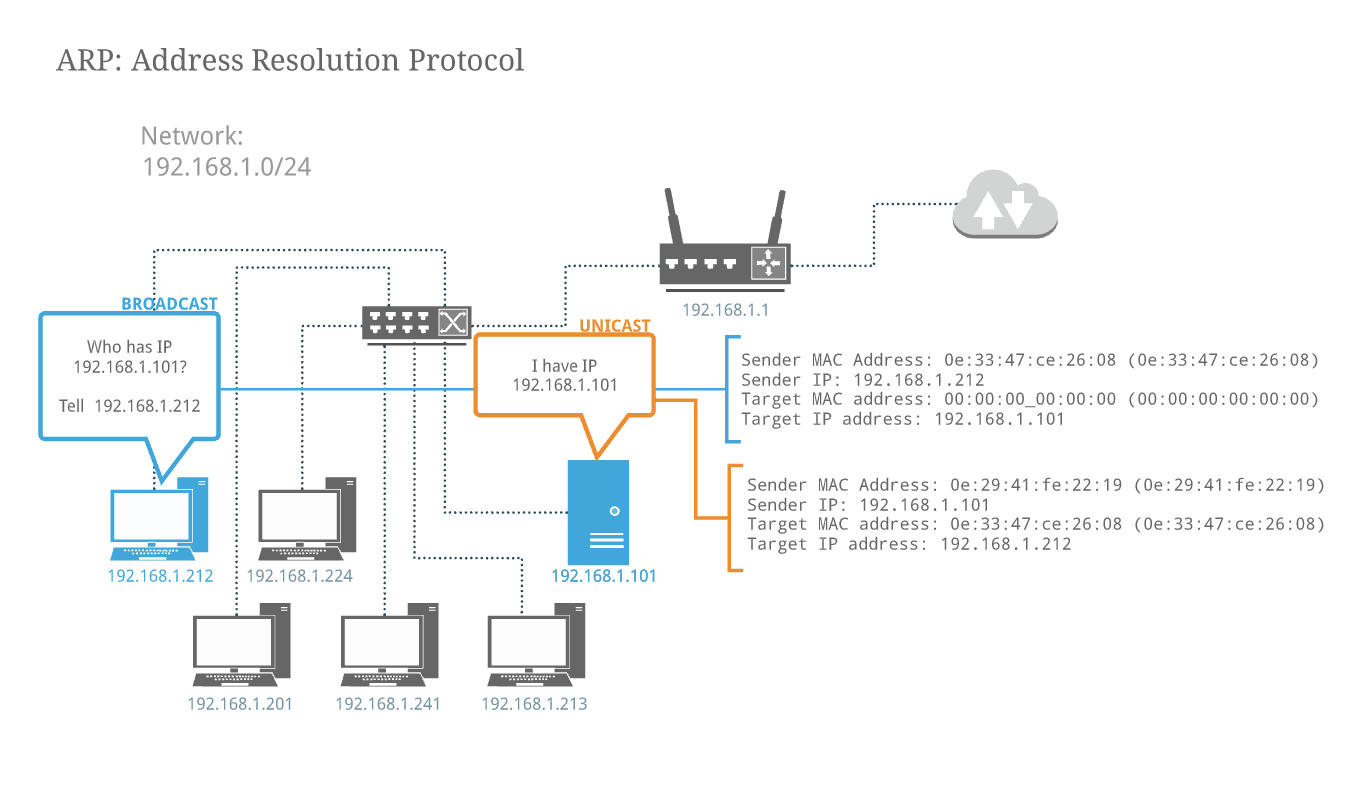 ARP: Address Resolution Protocol
Network:
192.168.1.0/24
192.168.1.1
BROADCAST
Who has IP
192.168.1.101?
Tell 192.168.1.212
UNICAST
I have IP
192.168.1.101
Sender MAC Address: 0e:33:47:ce:26:08 (0e:33:47:ce:26:08)
Sender IP: 192.168.1.212
Target MAC address: 00:00:00_00:00:00 (00:00:00:00:00:00)
Target IP address: 192.168.1.101
Sender MAC Address: 0e:29:41:fe:22:19 (0e:29:41:fe:22:19)
Sender IP: 192.168.1.101
Target MAC address: 0e:33:47:ce:26:08 (0e:33:47:ce:26:08)
Target IP address: 192.168.1.212
192.168.1.212
192.168.1.224
192.168.1.101
192.168.1.201
192.168.1.241
192.168.1.213